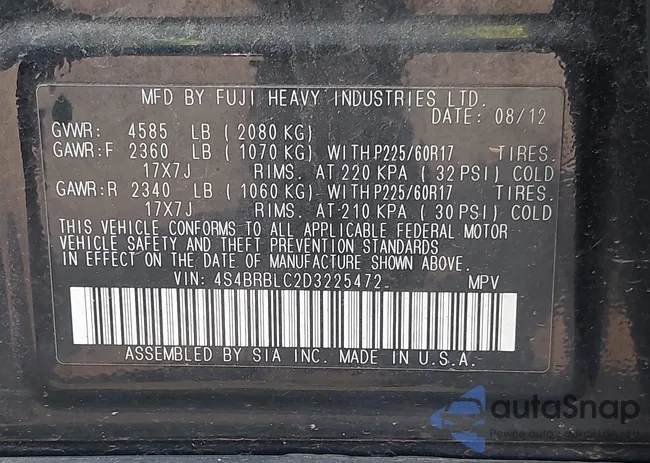 MFD BY FUJI HEAVY INDUSTRIES LTD.
DATE: 08/12
GVWR: 4585 LB (2080 KG)
GAWR:F 2360 LB (1070 KG) WITH P225/60R17 TIRES.
17X7J RIMS. AT 220 KPA (32 PSI) COLD
GAWR:R 2340 LB (1060 KG) WITH P225/60R17 TIRES.
17X7J RIMS. AT 210 KPA (30 PSI) COLD
THIS VEHICLE CONFORMS TO ALL APPLICABLE FEDERAL MOTOR
VEHICLE SAFETY AND THEFT PREVENTION STANDARDS
IN EFFECT ON THE DATE OF MANUFACTURE SHOWN ABOVE.
VIN: 4S4BRBLC2D3225472 MPV
ASSEMBLED BY SIA INC. MADE IN U.S.A.
autoSnap
Pewne auto